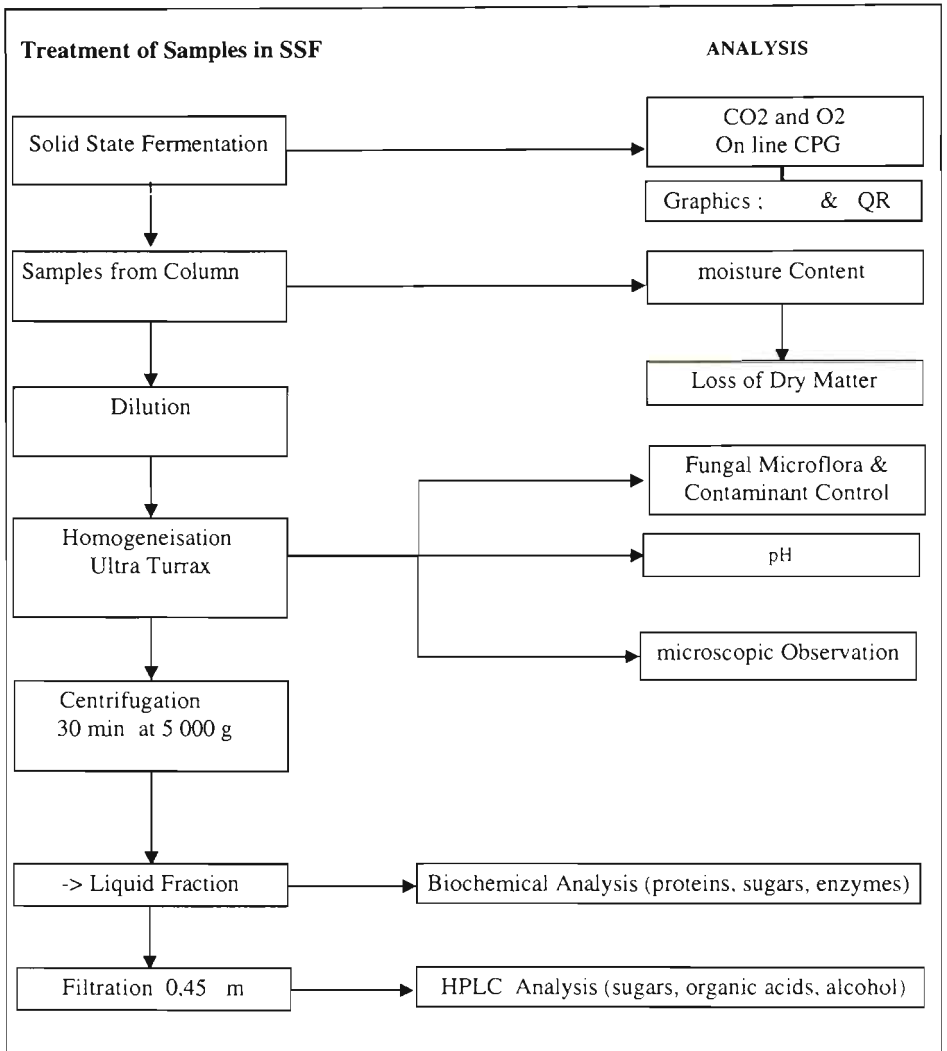 Treatment of Samples in SSF
ANALYSIS
Solid State Fermentation
CO2 and O2
On line CPG
Graphics ; & QR
Samples from Column
moisture Content
Loss of Dry Matter
Dilution
Fungal Microflora &
Contaminant Control
Homogeneisation
Ultra Turrax
pH
microscopic Observation
Centrifugation
30 min at 5 000 g
-> Liquid Fraction
Biochemical Analysis (proteins, sugars, enzymes)
Filtration 0,45 m
HPLC Analysis (sugars, organic acids, alcohol)